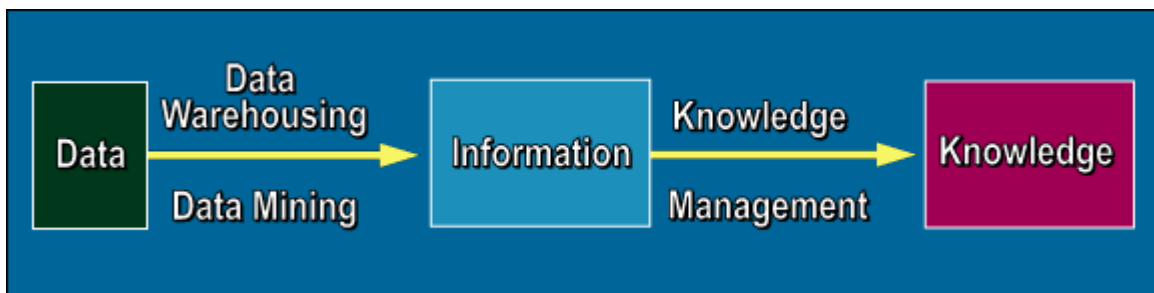 Data
Data
Warehousing
Data Mining
Information
Knowledge
Management
Knowledge